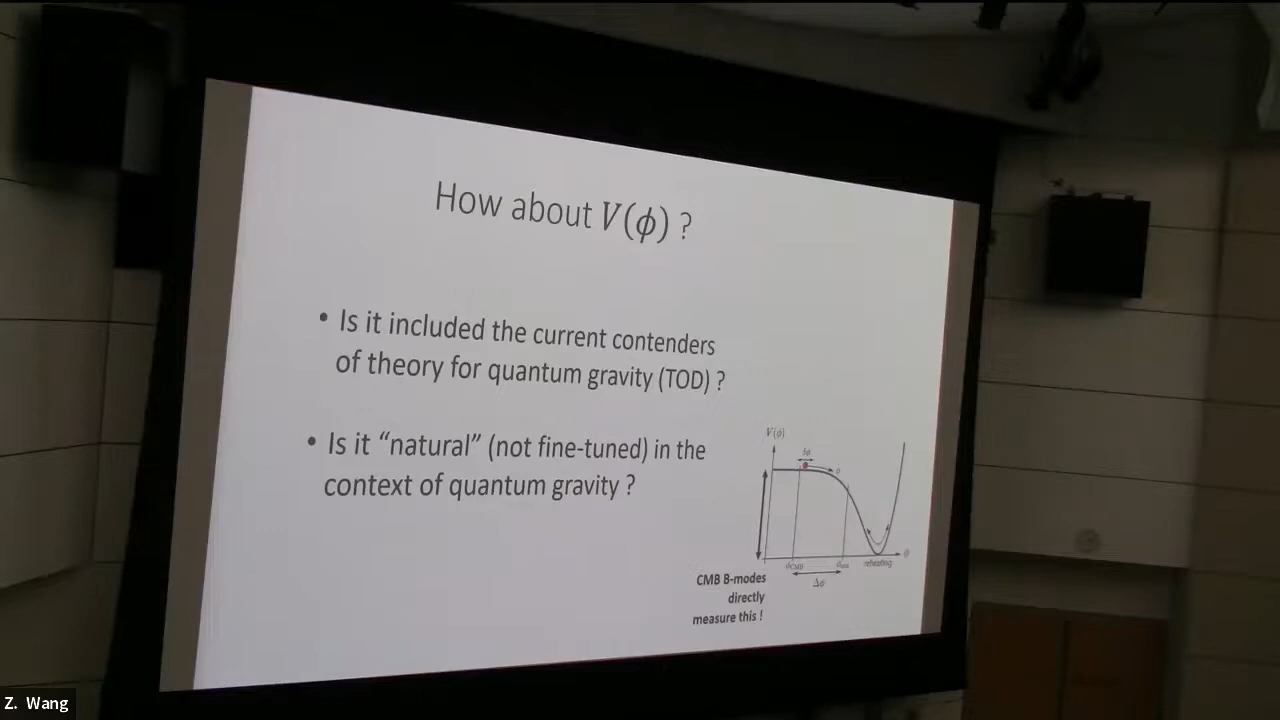 How about V(ϕ) ?
• Is it included the current contenders
of theory for quantum gravity (TOD) ?
• Is it “natural” (not fine-tuned) in the
context of quantum gravity ?
V(ϕ)
δϕ
ϕ
ϕ
ϕCMB
reheating
Δϕ
CMB B-modes
directly
measure this !
Z. Wang